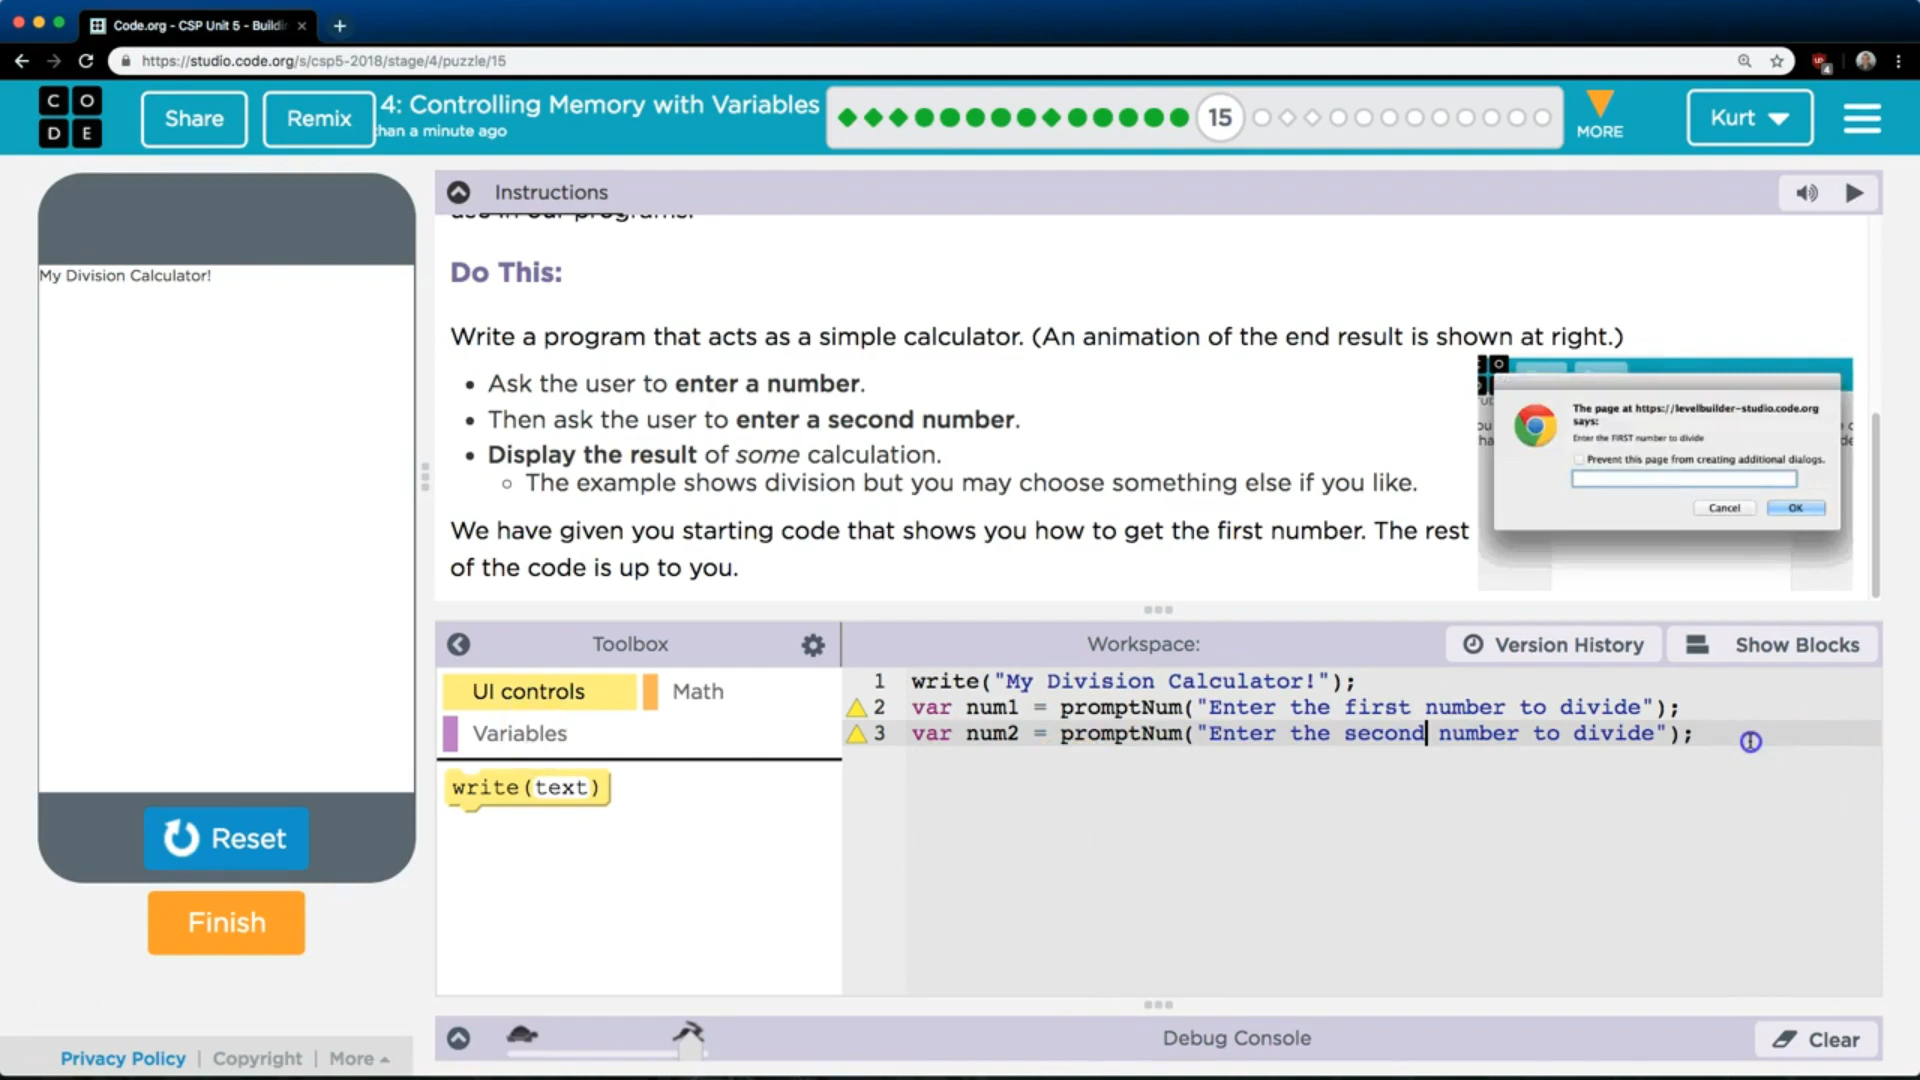 Code.org - CSP Unit 5 - Buildi
https://studio.code.org/s/csp5-2018/stage/4/puzzle/15
4
C O
D E
Share
Remix
4: Controlling Memory with Variables
han a minute ago
15
MORE
Kurt
My Division Calculator!
Instructions
use in our programs.
Do This:
Write a program that acts as a simple calculator. (An animation of the end result is shown at right.)
• Ask the user to enter a number.
• Then ask the user to enter a second number.
• Display the result of some calculation.
○ The example shows division but you may choose something else if you like.
We have given you starting code that shows you how to get the first number. The rest
of the code is up to you.
The page at https://levelbuilder-studio.code.org
says:
Enter the FIRST number to divide
Prevent this page from creating additional dialogs.
Cancel
OK
Toolbox
Workspace:
Version History
Show Blocks
UI controls
Math
Variables
write(text)
1 write("My Division Calculator!");
2 var num1 = promptNum("Enter the first number to divide");
3 var num2 = promptNum("Enter the second number to divide");
Reset
Finish
Debug Console
Clear
Privacy Policy | Copyright | More